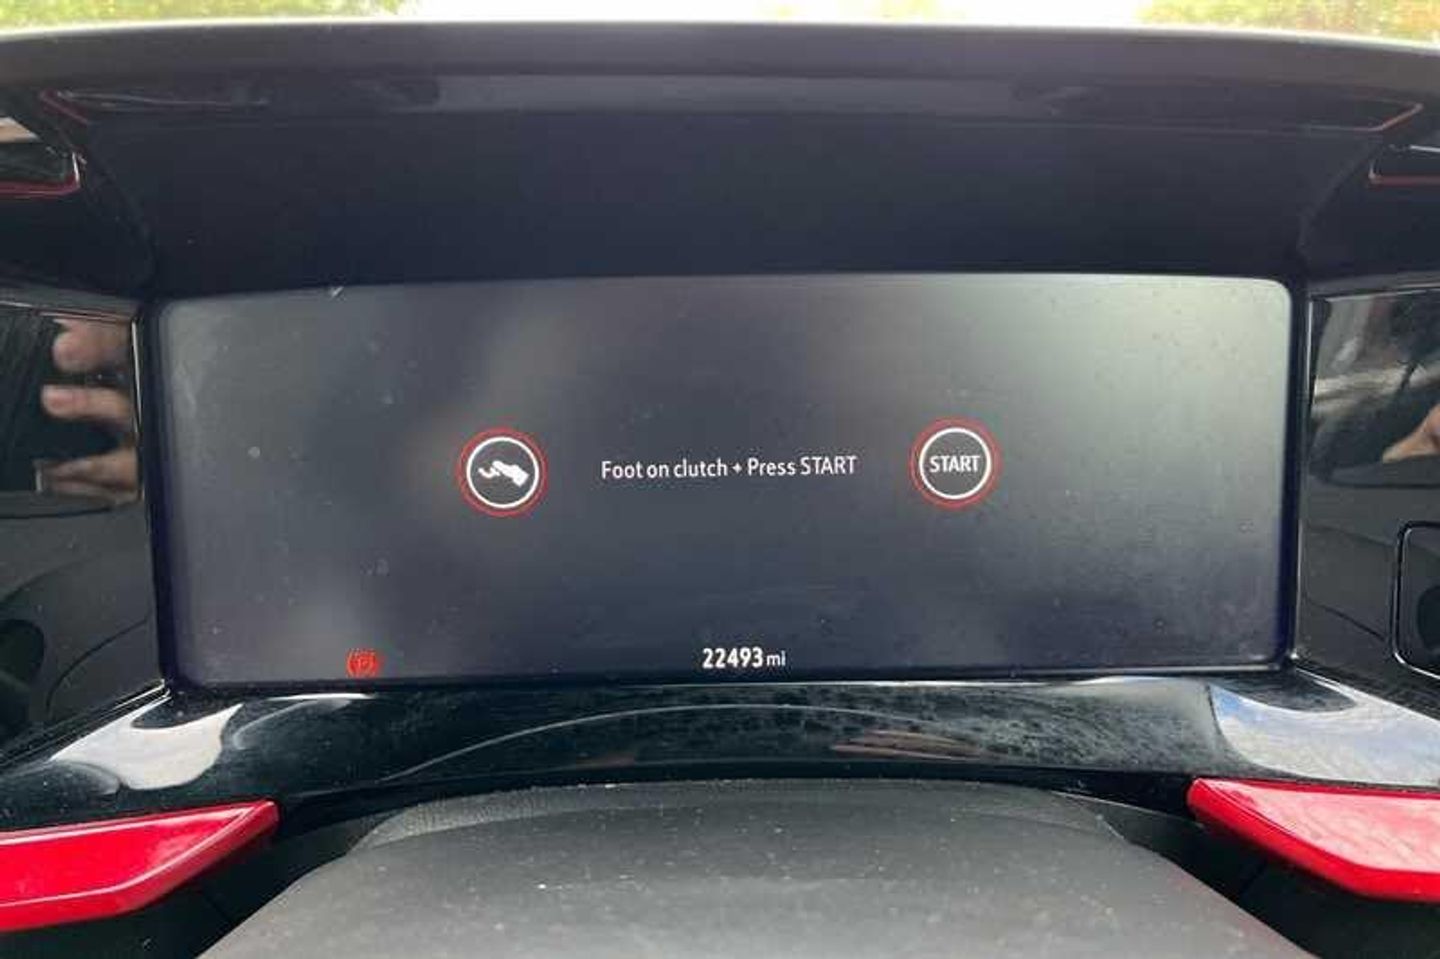 Foot on clutch + Press START
START
(P)
22493 mi